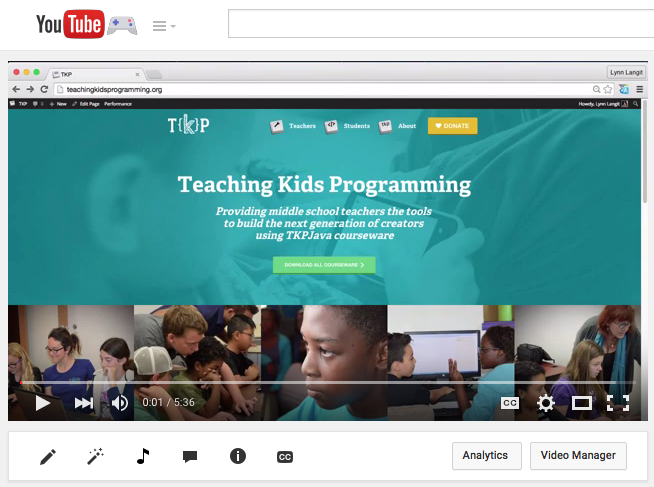 YouTube
TKP
Lynn Langit
teachingkidsprogramming.org
TKP
+ New
Edit Page
Performance
Howdy, Lynn Langit
T{k}P
Teachers
Students
TKP
About
DONATE
Teaching Kids Programming
Providing middle school teachers the tools
to build the next generation of creators
using TKPJava courseware
DOWNLOAD ALL COURSEWARE
0:01 / 5:36
CC
CC
Analytics
Video Manager